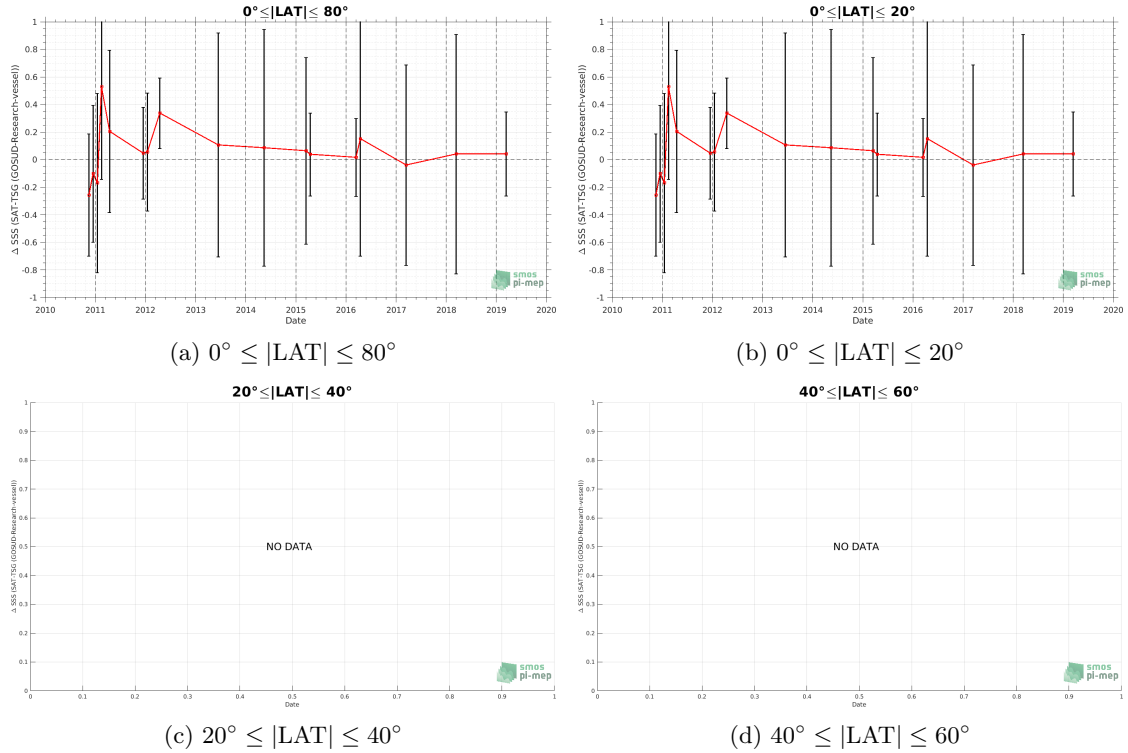 0°≤|LAT|≤ 80°
Δ SSS (SAT-TSG (GOSUD-Research-vessel))
1
0.8
0.6
0.4
0.2
0
-0.2
-0.4
-0.6
-0.8
-1
2010 2011 2012 2013 2014 2015 2016 2017 2018 2019 2020
Date
smos
pi-mep
(a) 0° ≤ |LAT| ≤ 80°
0°≤|LAT|≤ 20°
Δ SSS (SAT-TSG (GOSUD-Research-vessel))
1
0.8
0.6
0.4
0.2
0
-0.2
-0.4
-0.6
-0.8
-1
2010 2011 2012 2013 2014 2015 2016 2017 2018 2019 2020
Date
smos
pi-mep
(b) 0° ≤ |LAT| ≤ 20°
20°≤|LAT|≤ 40°
Δ SSS (SAT-TSG (GOSUD-Research-vessel))
1
0.9
0.8
0.7
0.6
0.5
0.4
0.3
0.2
0.1
0
NO DATA
0 0.1 0.2 0.3 0.4 0.5 0.6 0.7 0.8 0.9 1
Date
smos
pi-mep
(c) 20° ≤ |LAT| ≤ 40°
40°≤|LAT|≤ 60°
Δ SSS (SAT-TSG (GOSUD-Research-vessel))
1
0.9
0.8
0.7
0.6
0.5
0.4
0.3
0.2
0.1
0
NO DATA
0 0.1 0.2 0.3 0.4 0.5 0.6 0.7 0.8 0.9 1
Date
smos
pi-mep
(d) 40° ≤ |LAT| ≤ 60°